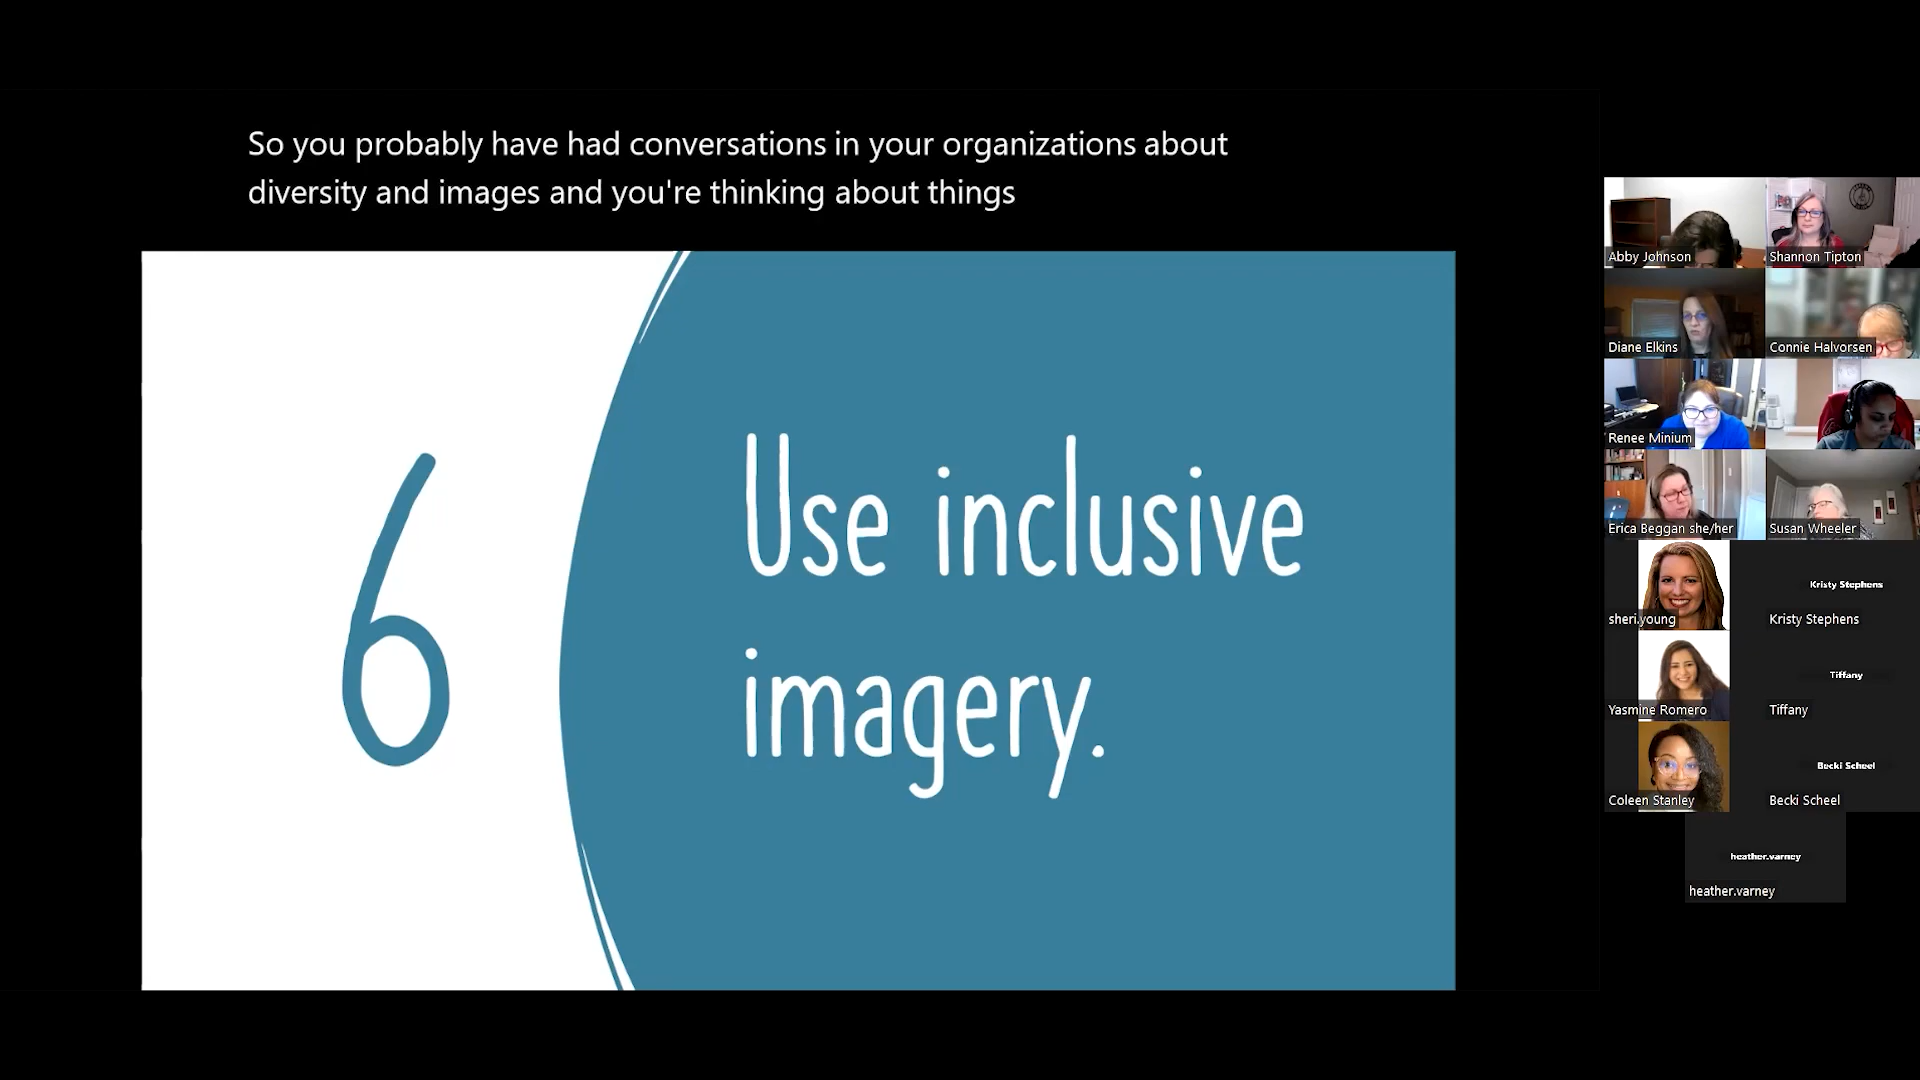 So you probably have had conversations in your organizations about
diversity and images and you're thinking about things
6
Use inclusive
imagery.
Abby Johnson
Shannon Tipton
Diane Elkins
Connie Halvorsen
Renee Minium
Erica Beggan she/her
Susan Wheeler
sheri.young
Kristy Stephens
Kristy Stephens
Yasmine Romero
Tiffany
Tiffany
Coleen Stanley
Becki Scheel
Becki Scheel
heather.varney
heather.varney